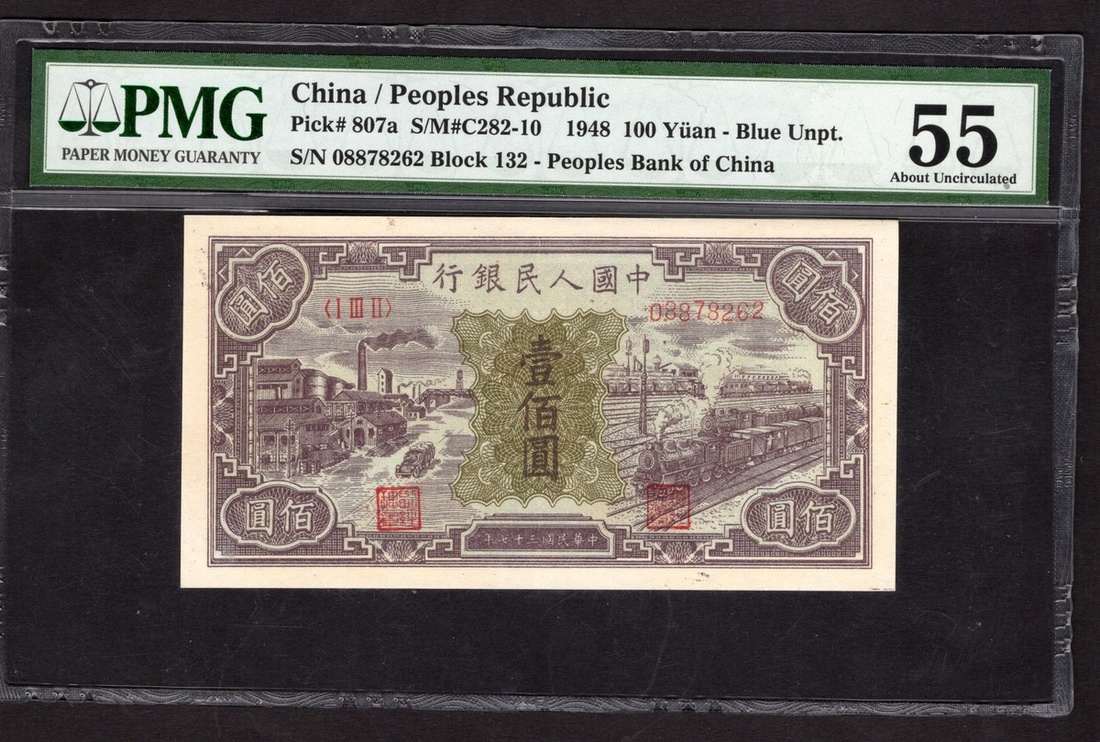 PMG
PAPER MONEY GUARANTY
China / Peoples Republic
Pick# 807a S/M#C282-10 1948 100 Yüan - Blue Unpt.
S/N 08878262 Block 132 - Peoples Bank of China
55
About Uncirculated
行銀民人國中
佰圓
佰圓
〈I III II〉
08878262
壹佰圓
圓佰
圓佰
年七十三國民華中